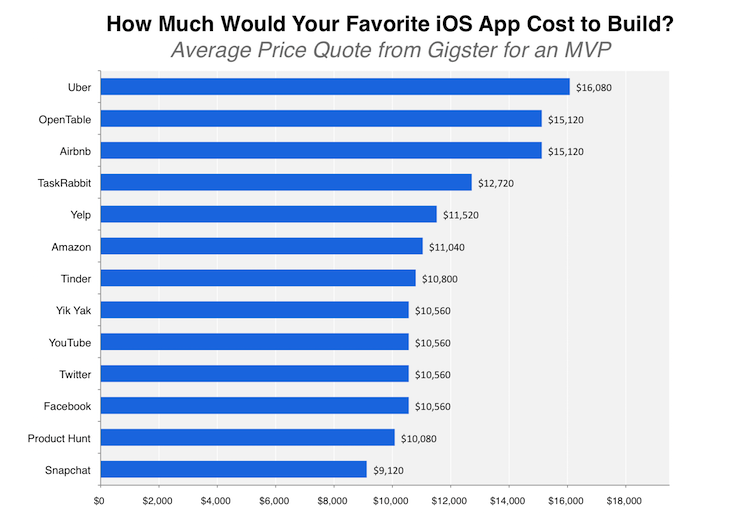 How Much Would Your Favorite iOS App Cost to Build?
Average Price Quote from Gigster for an MVP
Uber $16,080
OpenTable $15,120
Airbnb $15,120
TaskRabbit $12,720
Yelp $11,520
Amazon $11,040
Tinder $10,800
Yik Yak $10,560
YouTube $10,560
Twitter $10,560
Facebook $10,560
Product Hunt $10,080
Snapchat $9,120
$0 $2,000 $4,000 $6,000 $8,000 $10,000 $12,000 $14,000 $16,000 $18,000